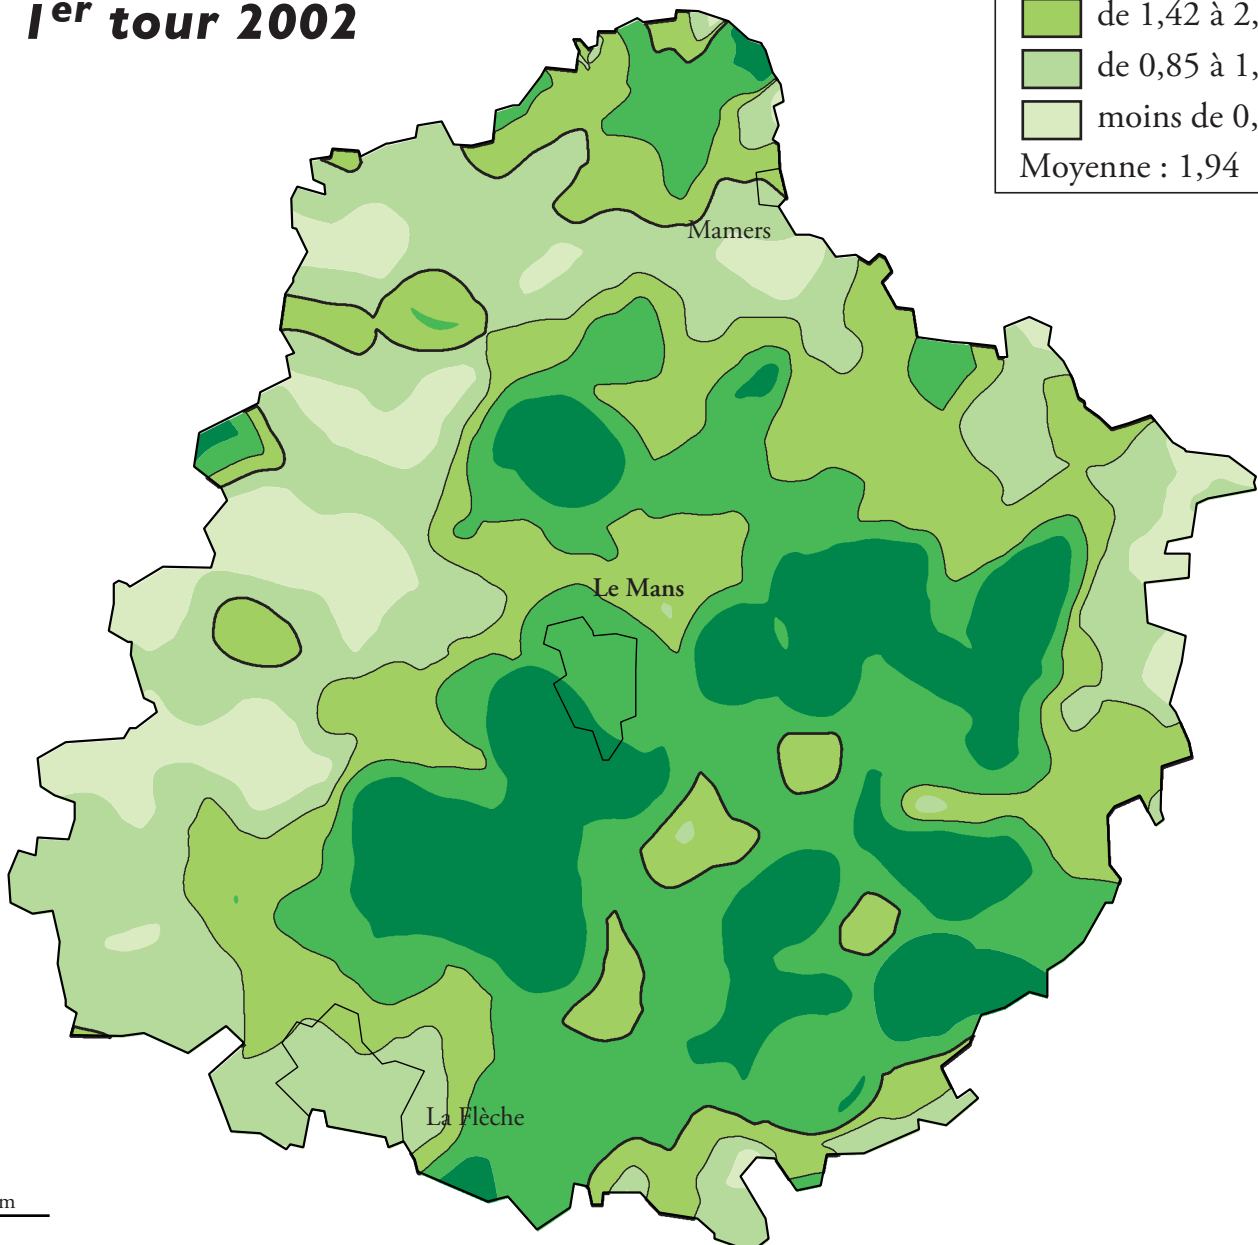 1er tour 2002
de 1,42 à 2,
de 0,85 à 1,
moins de 0,
Moyenne : 1,94
Mamers
Le Mans
La Flèche
m